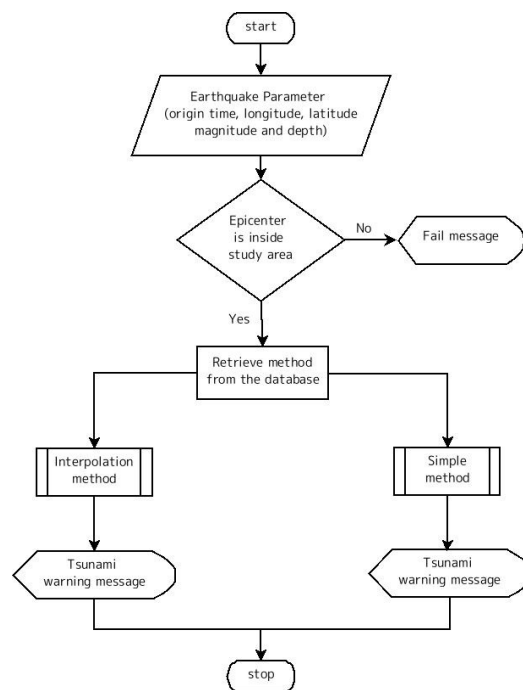 start
Earthquake Parameter
(origin time, longitude, latitude
magnitude and depth)
Epicenter
is inside
study area
No
Fail message
Yes
Retrieve method
from the database
Interpolation
method
Simple
method
Tsunami
warning message
Tsunami
warning message
stop